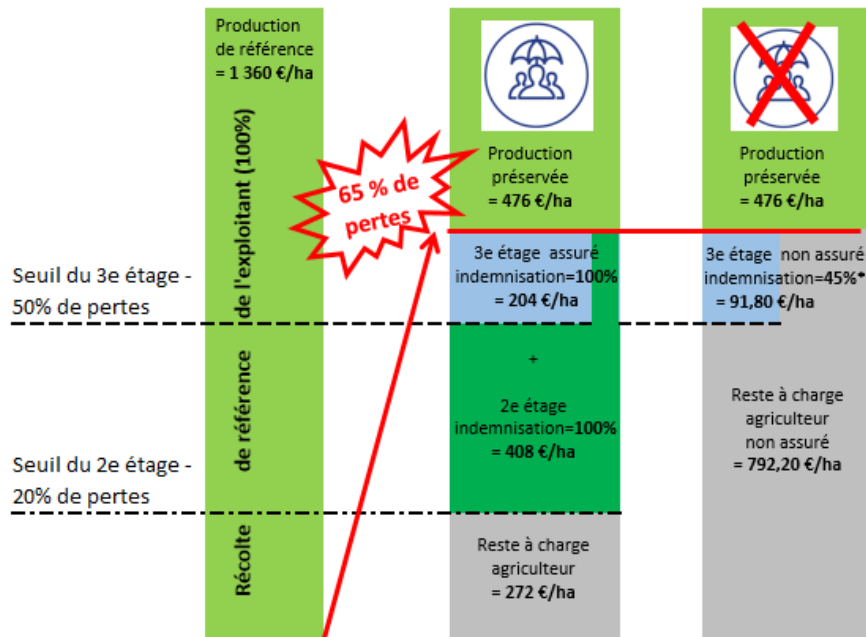 Production
de référence
= 1 360 €/ha
Récolte de référence de l'exploitant (100%)
65 % de
pertes
Seuil du 3e étage -
50% de pertes
Seuil du 2e étage -
20% de pertes
Production
préservée
= 476 €/ha
3e étage assuré
indemnisation=100%
= 204 €/ha
+
2e étage
indemnisation=100%
= 408 €/ha
Reste à charge
agriculteur
= 272 €/ha
Production
préservée
= 476 €/ha
3e étage non assuré
indemnisation=45%*
= 91,80 €/ha
Reste à charge
agriculteur
non assuré
= 792,20 €/ha